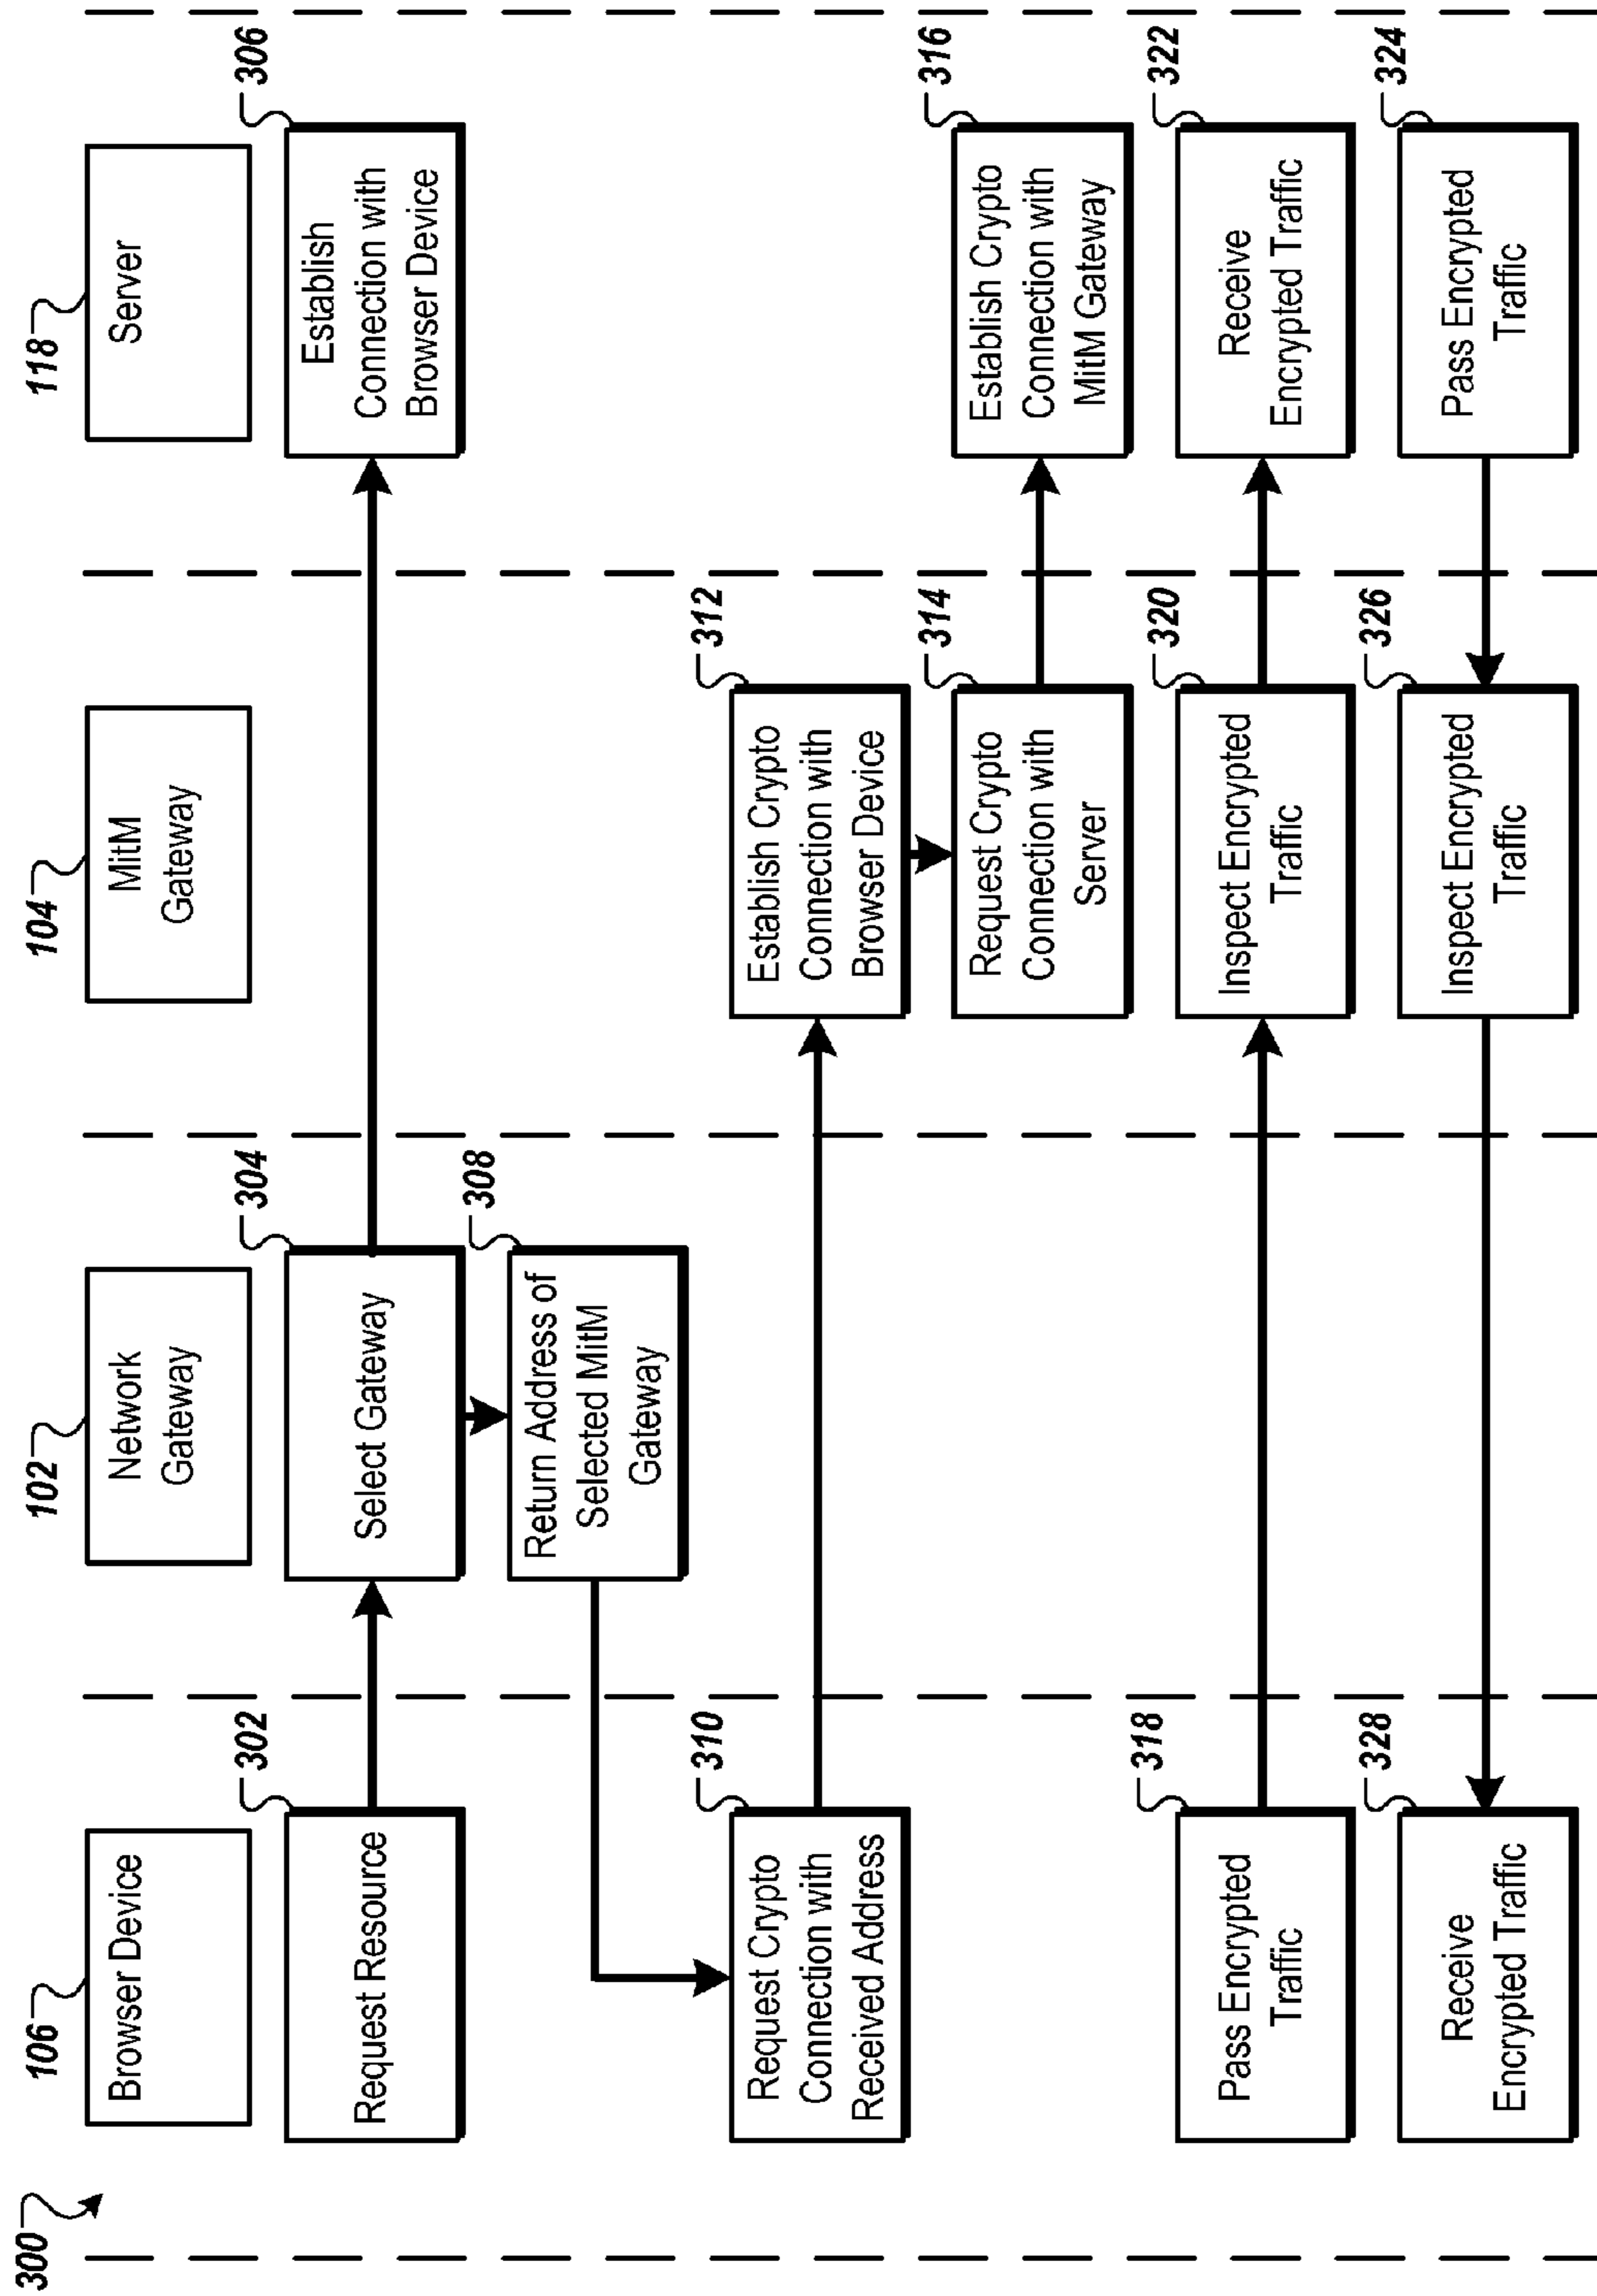 300
106
Browser Device
102
Network
Gateway
104
MitM
Gateway
118
Server
302
Request Resource
304
Select Gateway
306
Establish
Connection with
Browser Device
308
Return Address of
Selected MitM
Gateway
310
Request Crypto
Connection with
Received Address
312
Establish Crypto
Connection with
Browser Device
314
Request Crypto
Connection with
Server
316
Establish Crypto
Connection with
MitM Gateway
318
Pass Encrypted
Traffic
320
Inspect Encrypted
Traffic
322
Receive
Encrypted Traffic
324
Pass Encrypted
Traffic
326
Inspect Encrypted
Traffic
328
Receive
Encrypted Traffic